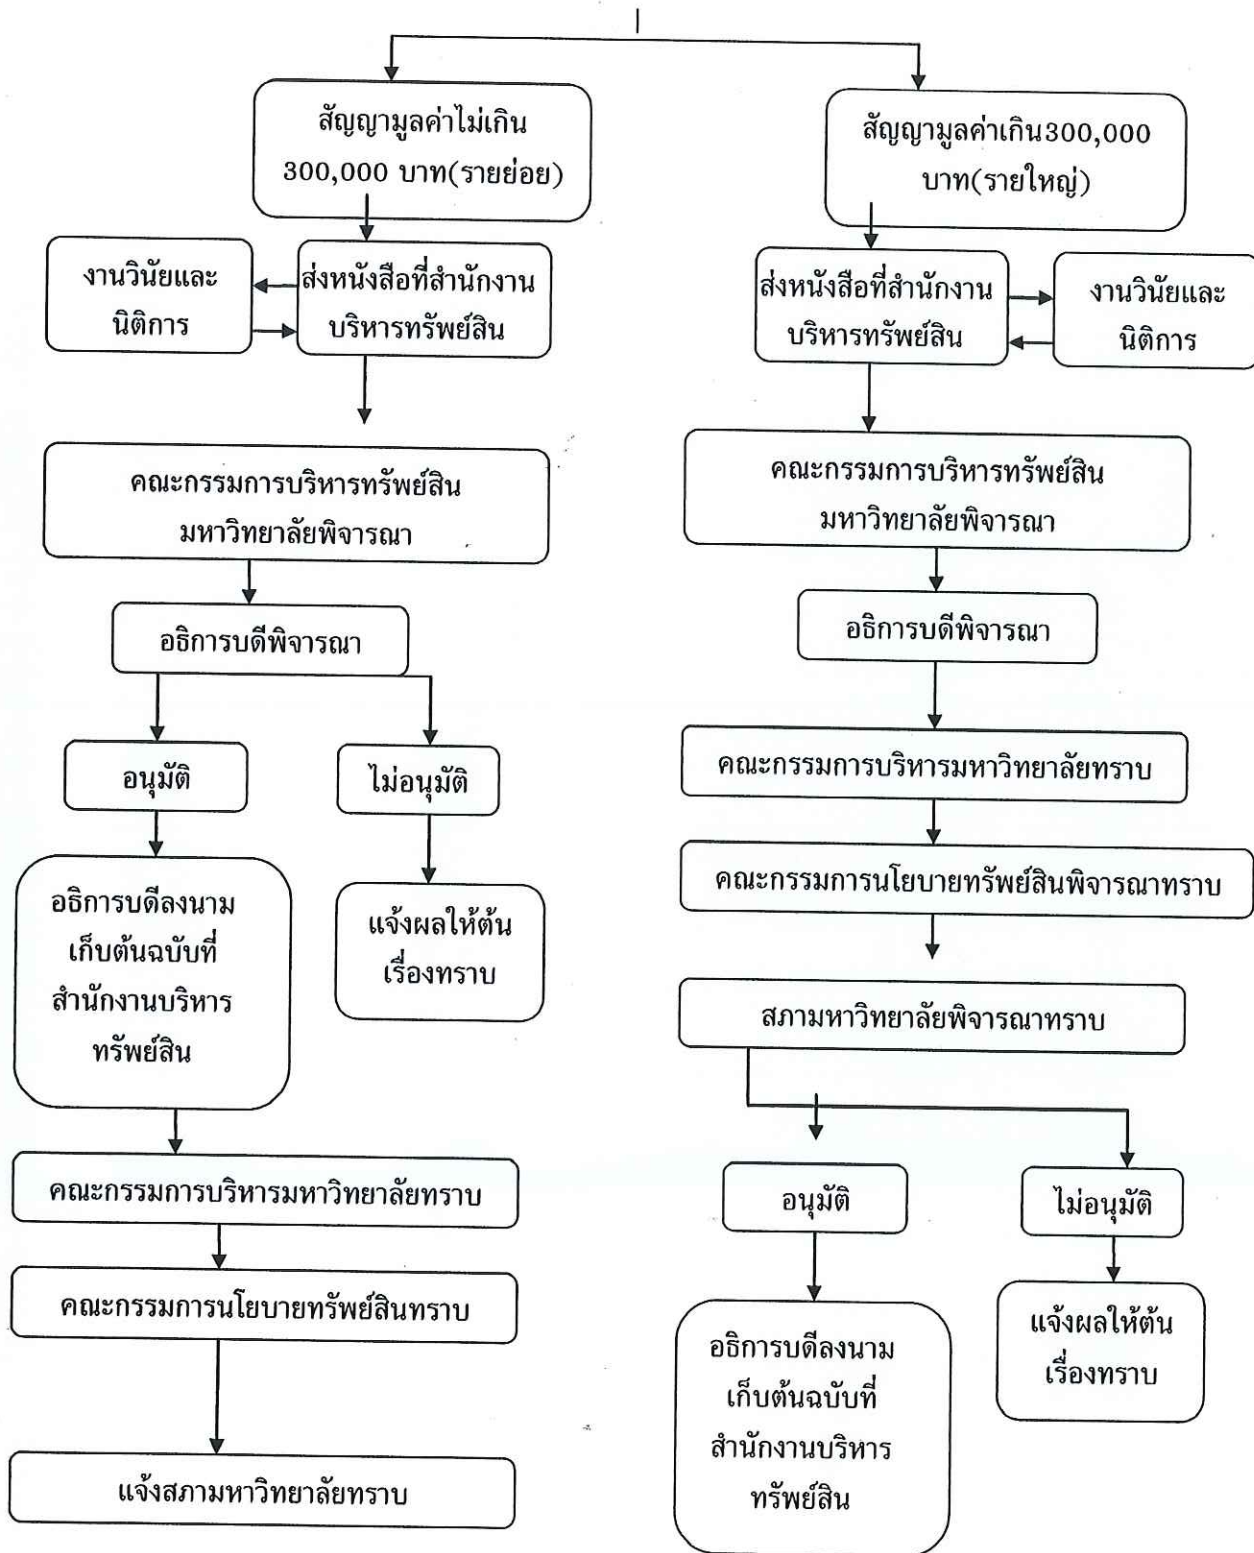 สัญญามูลค่าไม่เกิน
300,000 บาท(รายย่อย)
งานวินัยและ
นิติการ
ส่งหนังสือที่สำนักงาน
บริหารทรัพย์สิน
คณะกรรมการบริหารทรัพย์สิน
มหาวิทยาลัยพิจารณา
อธิการบดีพิจารณา
อนุมัติ
ไม่อนุมัติ
อธิการบดีลงนาม
เก็บต้นฉบับที่
สำนักงานบริหาร
ทรัพย์สิน
แจ้งผลให้ต้น
เรื่องทราบ
คณะกรรมการบริหารมหาวิทยาลัยทราบ
คณะกรรมการนโยบายทรัพย์สินทราบ
แจ้งสภามหาวิทยาลัยทราบ
สัญญามูลค่าเกิน300,000
บาท(รายใหญ่)
ส่งหนังสือที่สำนักงาน
บริหารทรัพย์สิน
งานวินัยและ
นิติการ
คณะกรรมการบริหารทรัพย์สิน
มหาวิทยาลัยพิจารณา
อธิการบดีพิจารณา
คณะกรรมการบริหารมหาวิทยาลัยทราบ
คณะกรรมการนโยบายทรัพย์สินพิจารณาทราบ
สภามหาวิทยาลัยพิจารณาทราบ
อนุมัติ
ไม่อนุมัติ
อธิการบดีลงนาม
เก็บต้นฉบับที่
สำนักงานบริหาร
ทรัพย์สิน
แจ้งผลให้ต้น
เรื่องทราบ